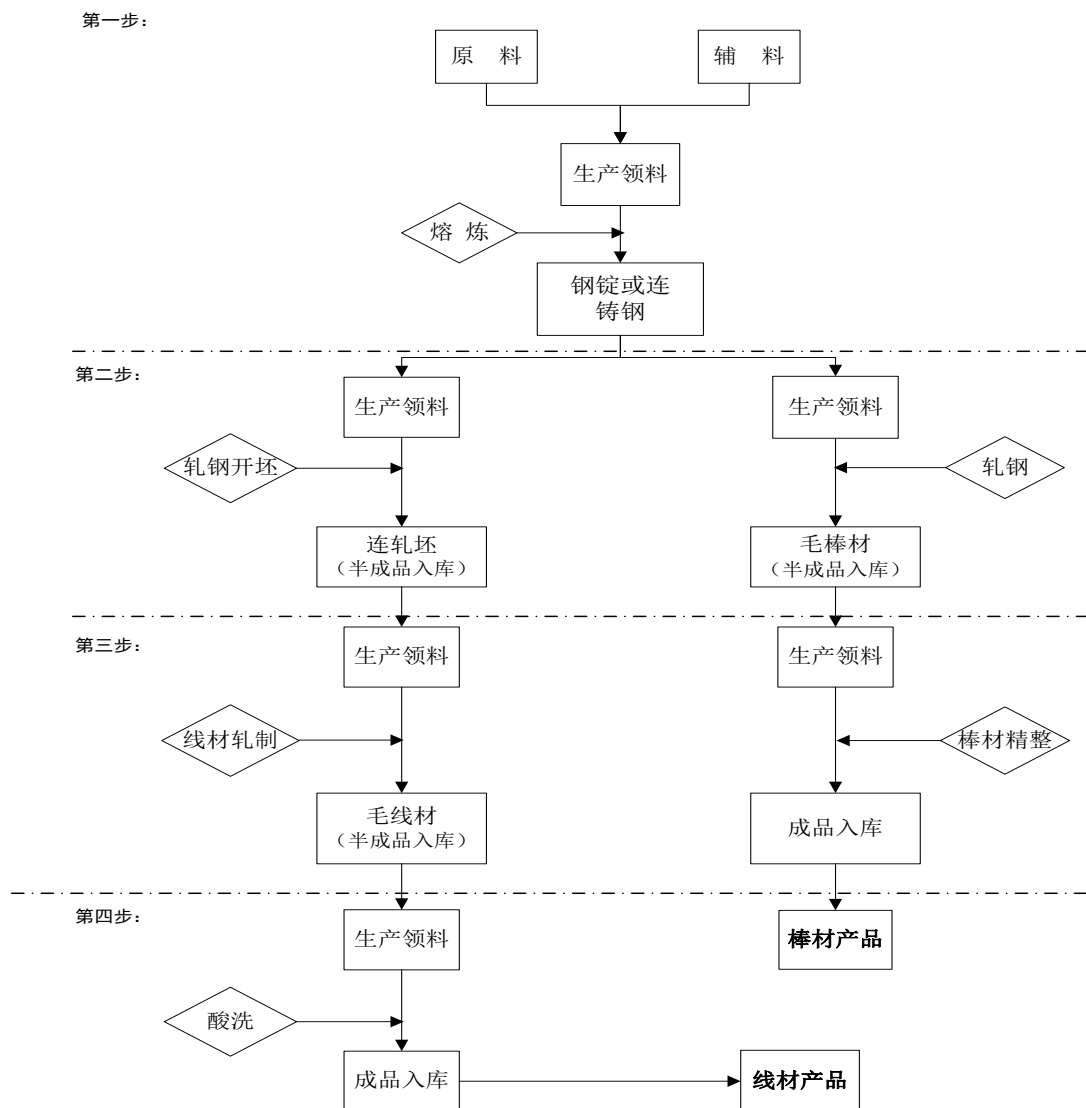 第一步：
原 料
辅 料
生产领料
熔 炼
钢锭或连
铸钢
第二步：
生产领料
生产领料
轧钢开坯
轧钢
连轧坯
（半成品入库）
毛棒材
（半成品入库）
第三步：
生产领料
生产领料
线材轧制
棒材精整
毛线材
（半成品入库）
成品入库
第四步：
生产领料
棒材产品
酸洗
成品入库
线材产品